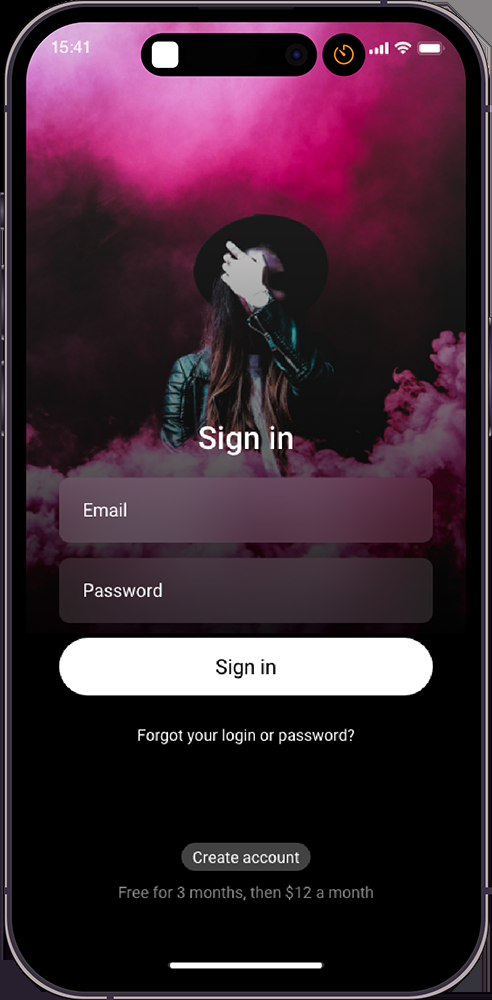 15:41
Sign in
Email
Password
Sign in
Forgot your login or password?
Create account
Free for 3 months, then $12 a month